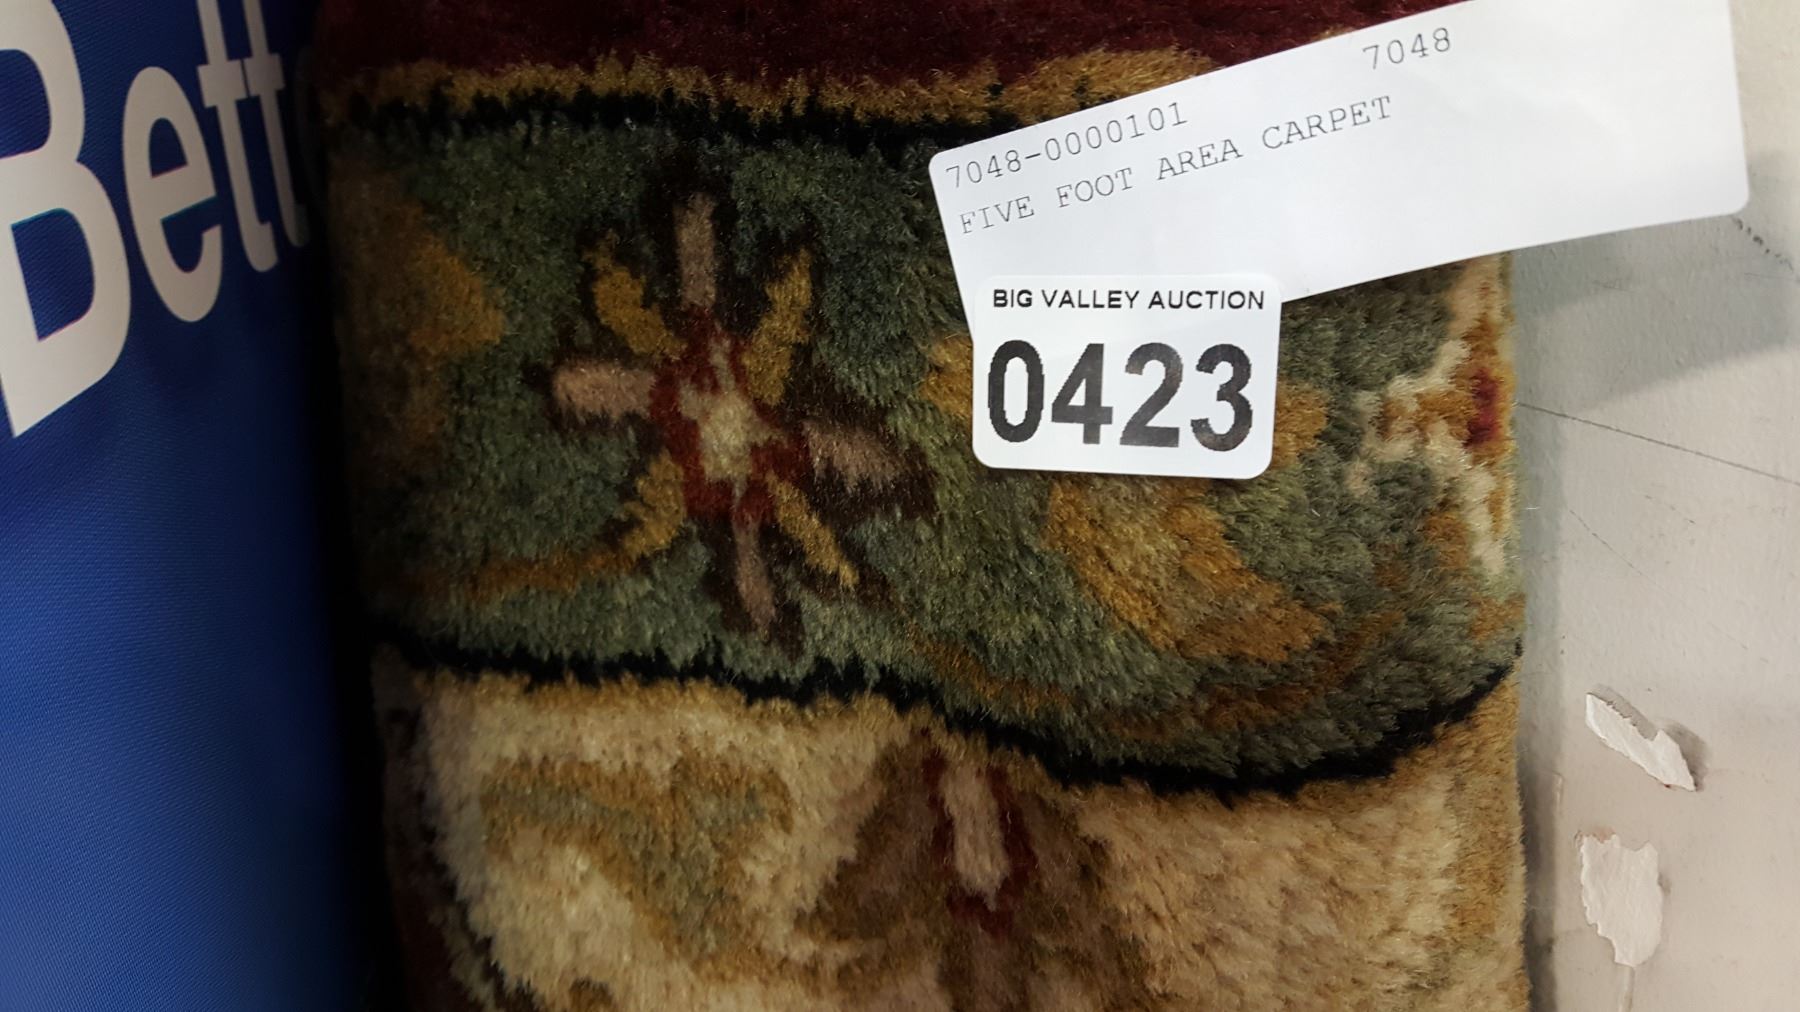 Bett
7048
7048-0000101
FIVE FOOT AREA CARPET
BIG VALLEY AUCTION
0423